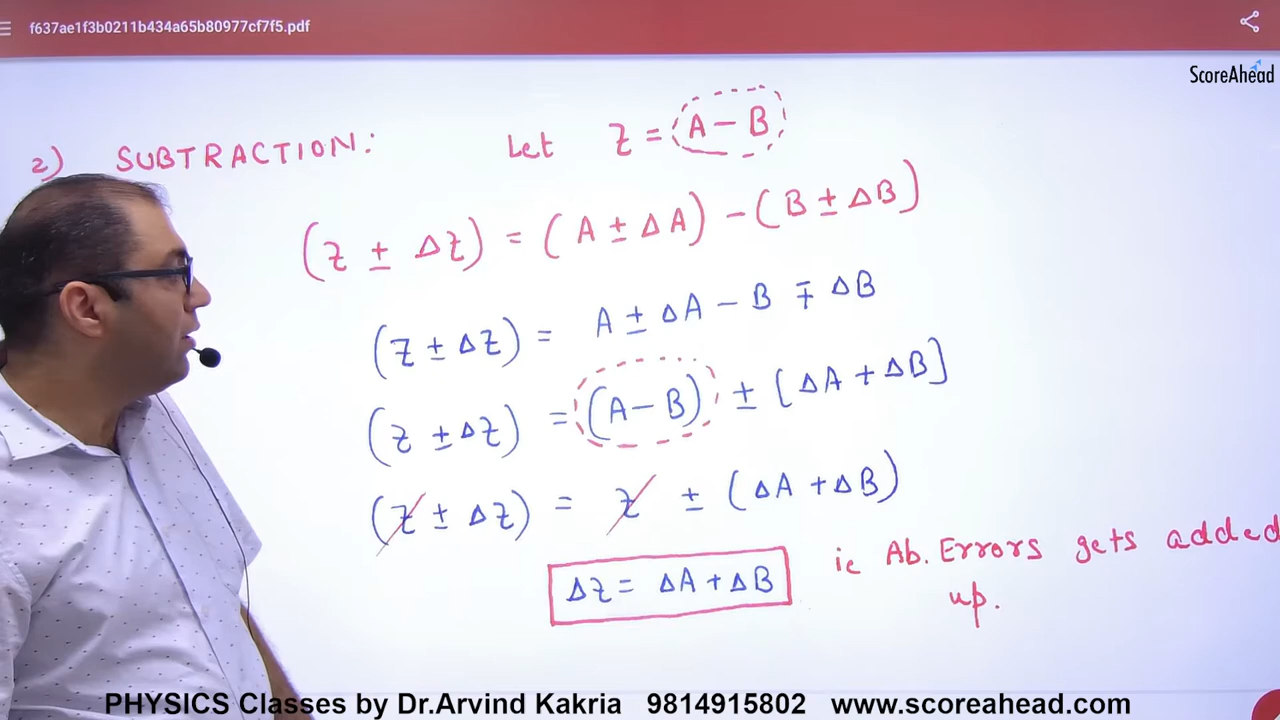 f637ae1f3b0211b434a65b80977cf7f5.pdf
ScoreAhead
2) SUBTRACTION: Let Z = (A - B)
(Z ± ΔZ) = (A ± ΔA) - (B ± ΔB)
(Z ± ΔZ) = A ± ΔA - B ∓ ΔB
(Z ± ΔZ) = (A - B) ± [ΔA + ΔB]
(Z ± ΔZ) = Z ± (ΔA + ΔB)
ΔZ = ΔA + ΔB ie Ab. Errors gets added
up.
PHYSICS Classes by Dr.Arvind Kakria 9814915802 www.scoreahead.com